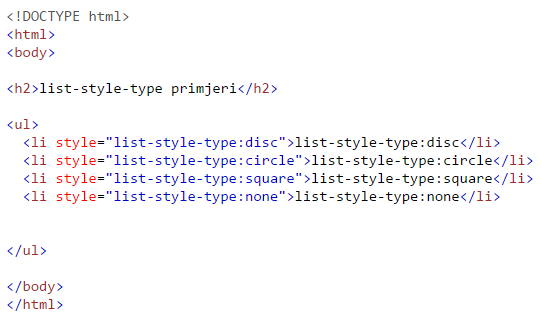 <!DOCTYPE html>
<html>
<body>
<h2>list-style-type primjeri</h2>
<ul>
<li style="list-style-type:disc">list-style-type:disc</li>
<li style="list-style-type:circle">list-style-type:circle</li>
<li style="list-style-type:square">list-style-type:square</li>
<li style="list-style-type:none">list-style-type:none</li>
</ul>
</body>
</html>